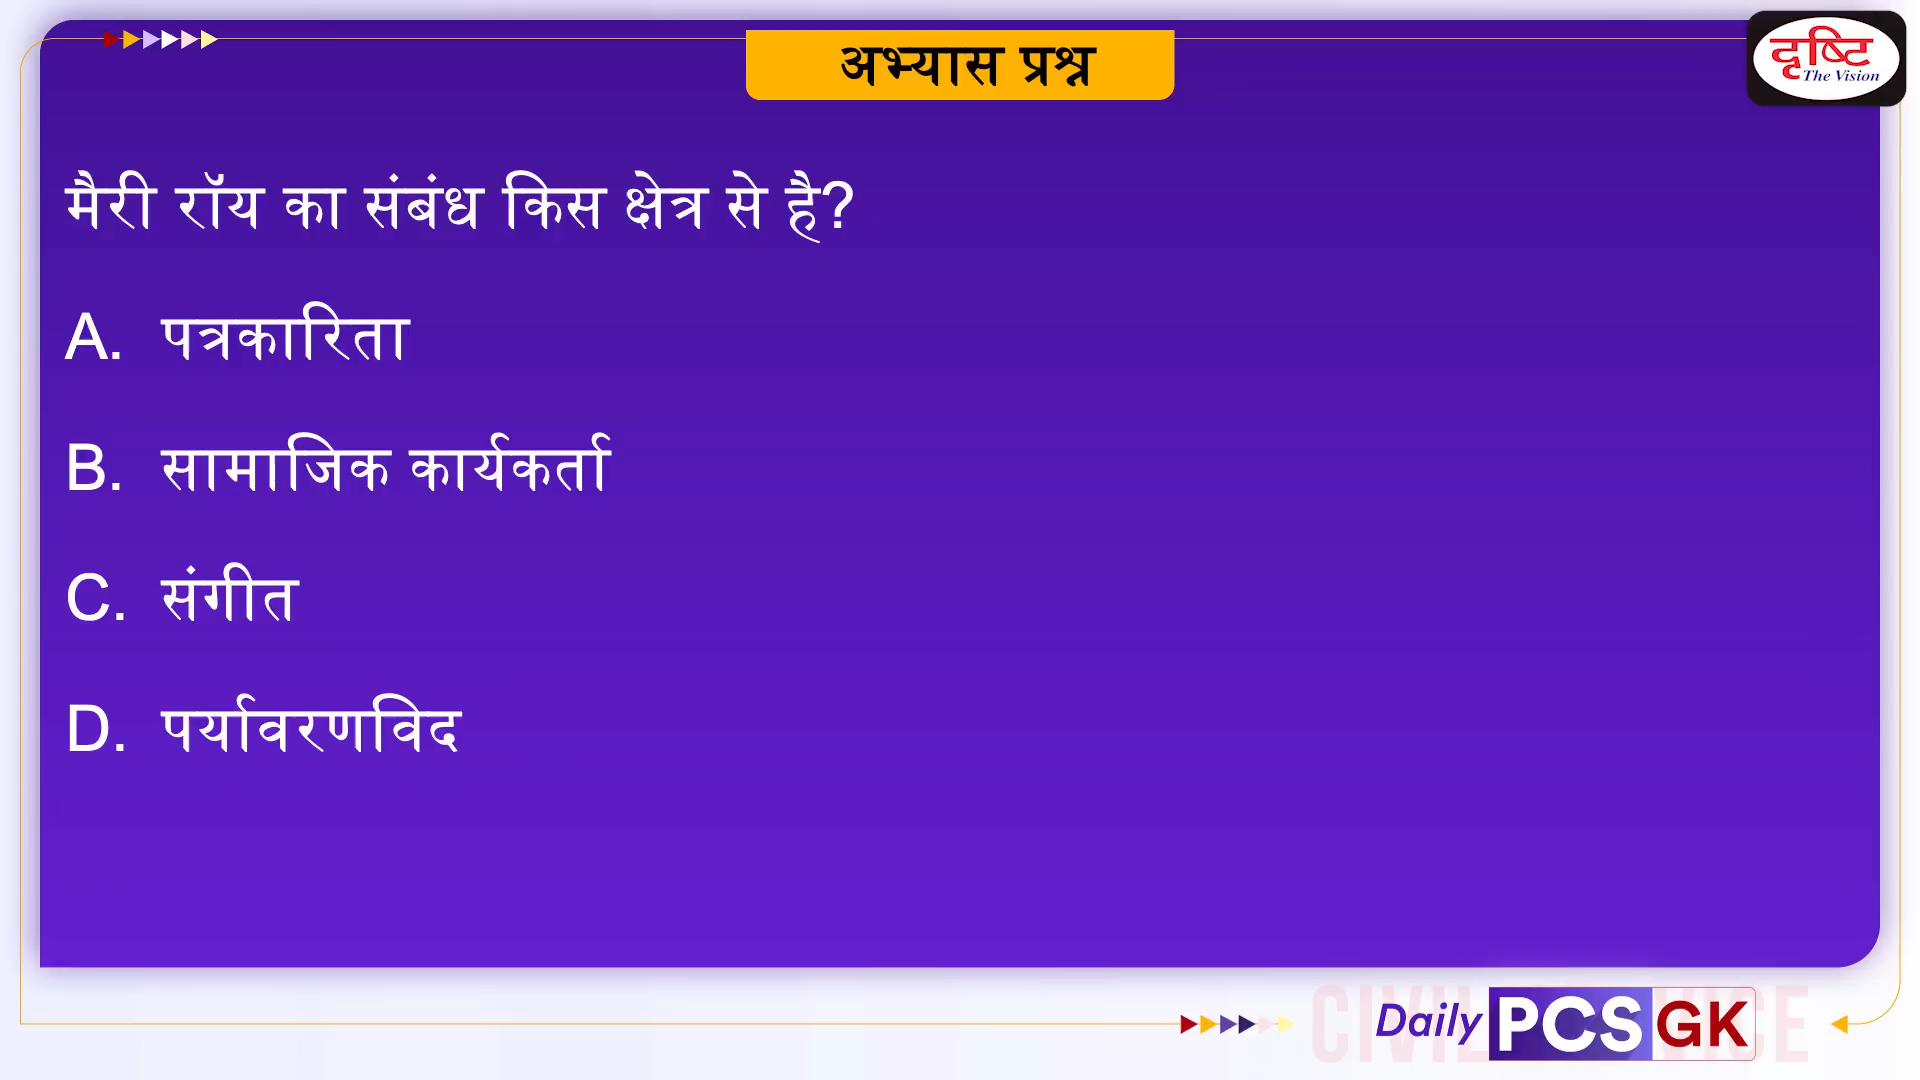 अभ्यास प्रश्न
दृष्टि
The Vision
मैरी रॉय का संबंध किस क्षेत्र से है?
A. पत्रकारिता
B. सामाजिक कार्यकर्ता
C. संगीत
D. पर्यावरणविद
Daily PCS GK